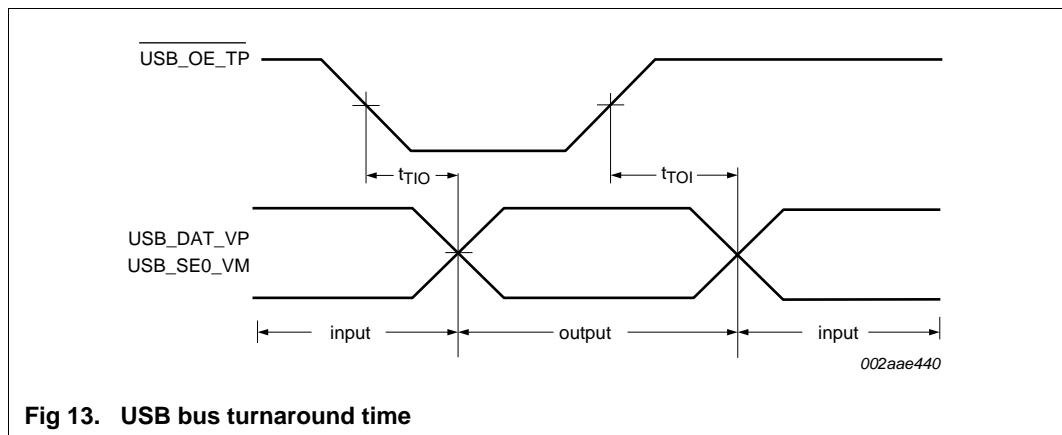 USB_OE_TP
tTIO
tTOI
USB_DAT_VP
USB_SE0_VM
input
output
input
002aae440
Fig 13. USB bus turnaround time